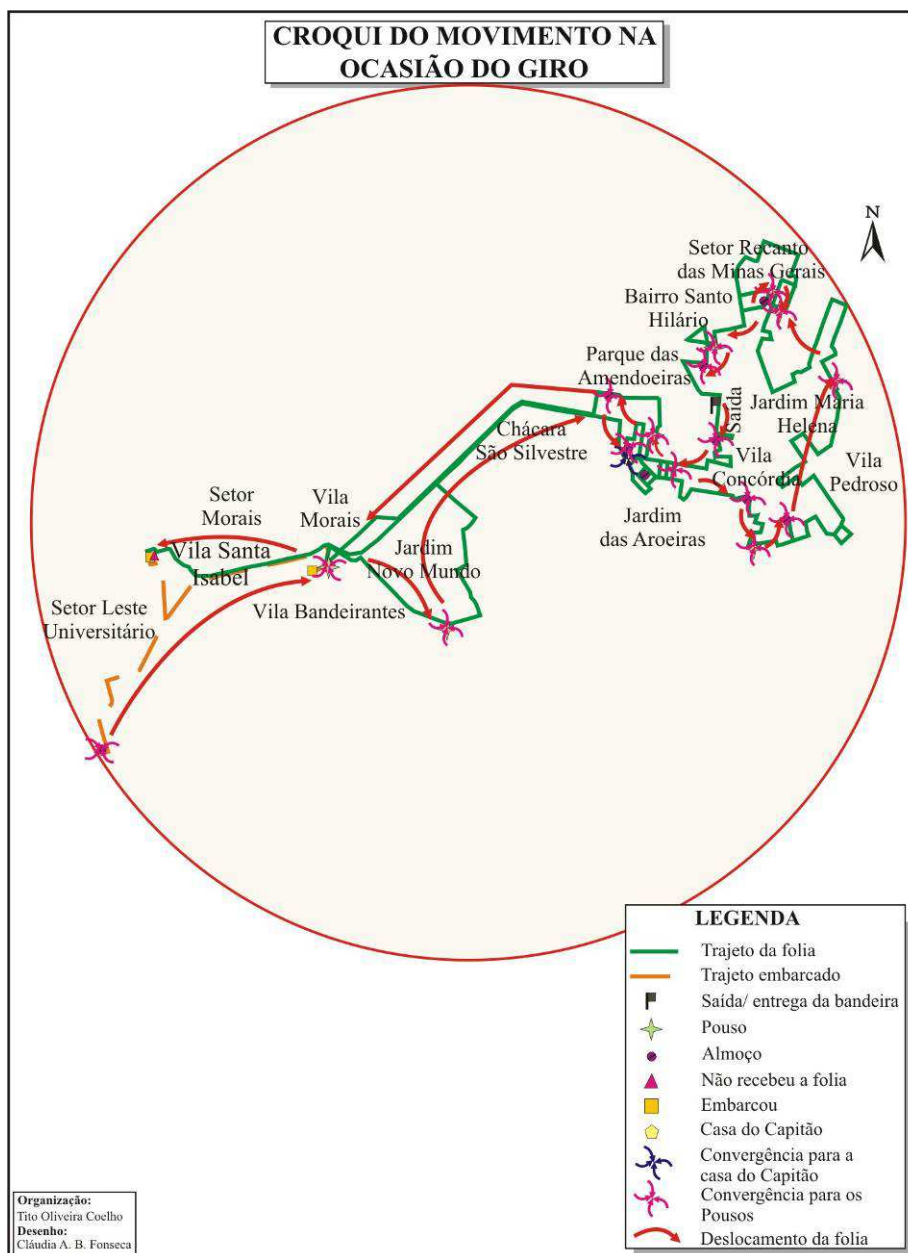 CROQUI DO MOVIMENTO NA
OCASIÃO DO GIRO
N
Setor Recanto
das Minas Gerais
Bairro Santo
Hilário
Parque das
Amendoeiras
Saída
Jardim Maria
Helena
Chácara
São Silvestre
Vila
Concórdia
Vila
Pedroso
Setor
Morais
Vila
Morais
Jardim
das Aroeiras
Vila Santa
Isabel
Jardim
Novo Mundo
Setor Leste
Universitário
Vila Bandeirantes
LEGENDA
Trajeto da folia
Trajeto embarcado
Saída/ entrega da bandeira
Pouso
Almoço
Não recebeu a folia
Embarcou
Casa do Capitão
Convergência para a
casa do Capitão
Convergência para os
Pousos
Deslocamento da folia
Organização:
Tito Oliveira Coelho
Desenho:
Cláudia A. B. Fonseca